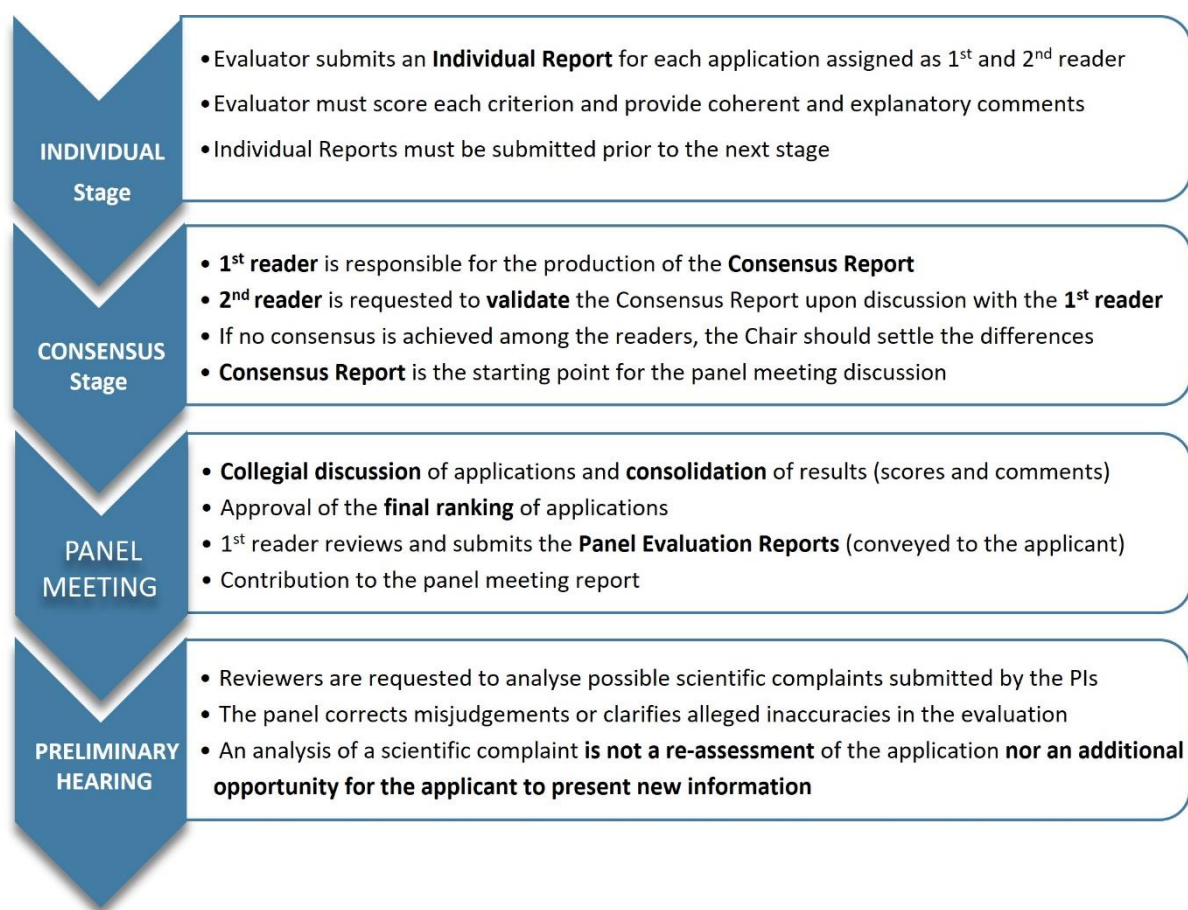 INDIVIDUAL
Stage
•Evaluator submits an Individual Report for each application assigned as 1st and 2nd reader
•Evaluator must score each criterion and provide coherent and explanatory comments
•Individual Reports must be submitted prior to the next stage
CONSENSUS
Stage
• 1st reader is responsible for the production of the Consensus Report
• 2nd reader is requested to validate the Consensus Report upon discussion with the 1st reader
• If no consensus is achieved among the readers, the Chair should settle the differences
• Consensus Report is the starting point for the panel meeting discussion
PANEL
MEETING
• Collegial discussion of applications and consolidation of results (scores and comments)
• Approval of the final ranking of applications
• 1st reader reviews and submits the Panel Evaluation Reports (conveyed to the applicant)
• Contribution to the panel meeting report
PRELIMINARY
HEARING
• Reviewers are requested to analyse possible scientific complaints submitted by the PIs
• The panel corrects misjudgements or clarifies alleged inaccuracies in the evaluation
• An analysis of a scientific complaint is not a re-assessment of the application nor an additional
opportunity for the applicant to present new information